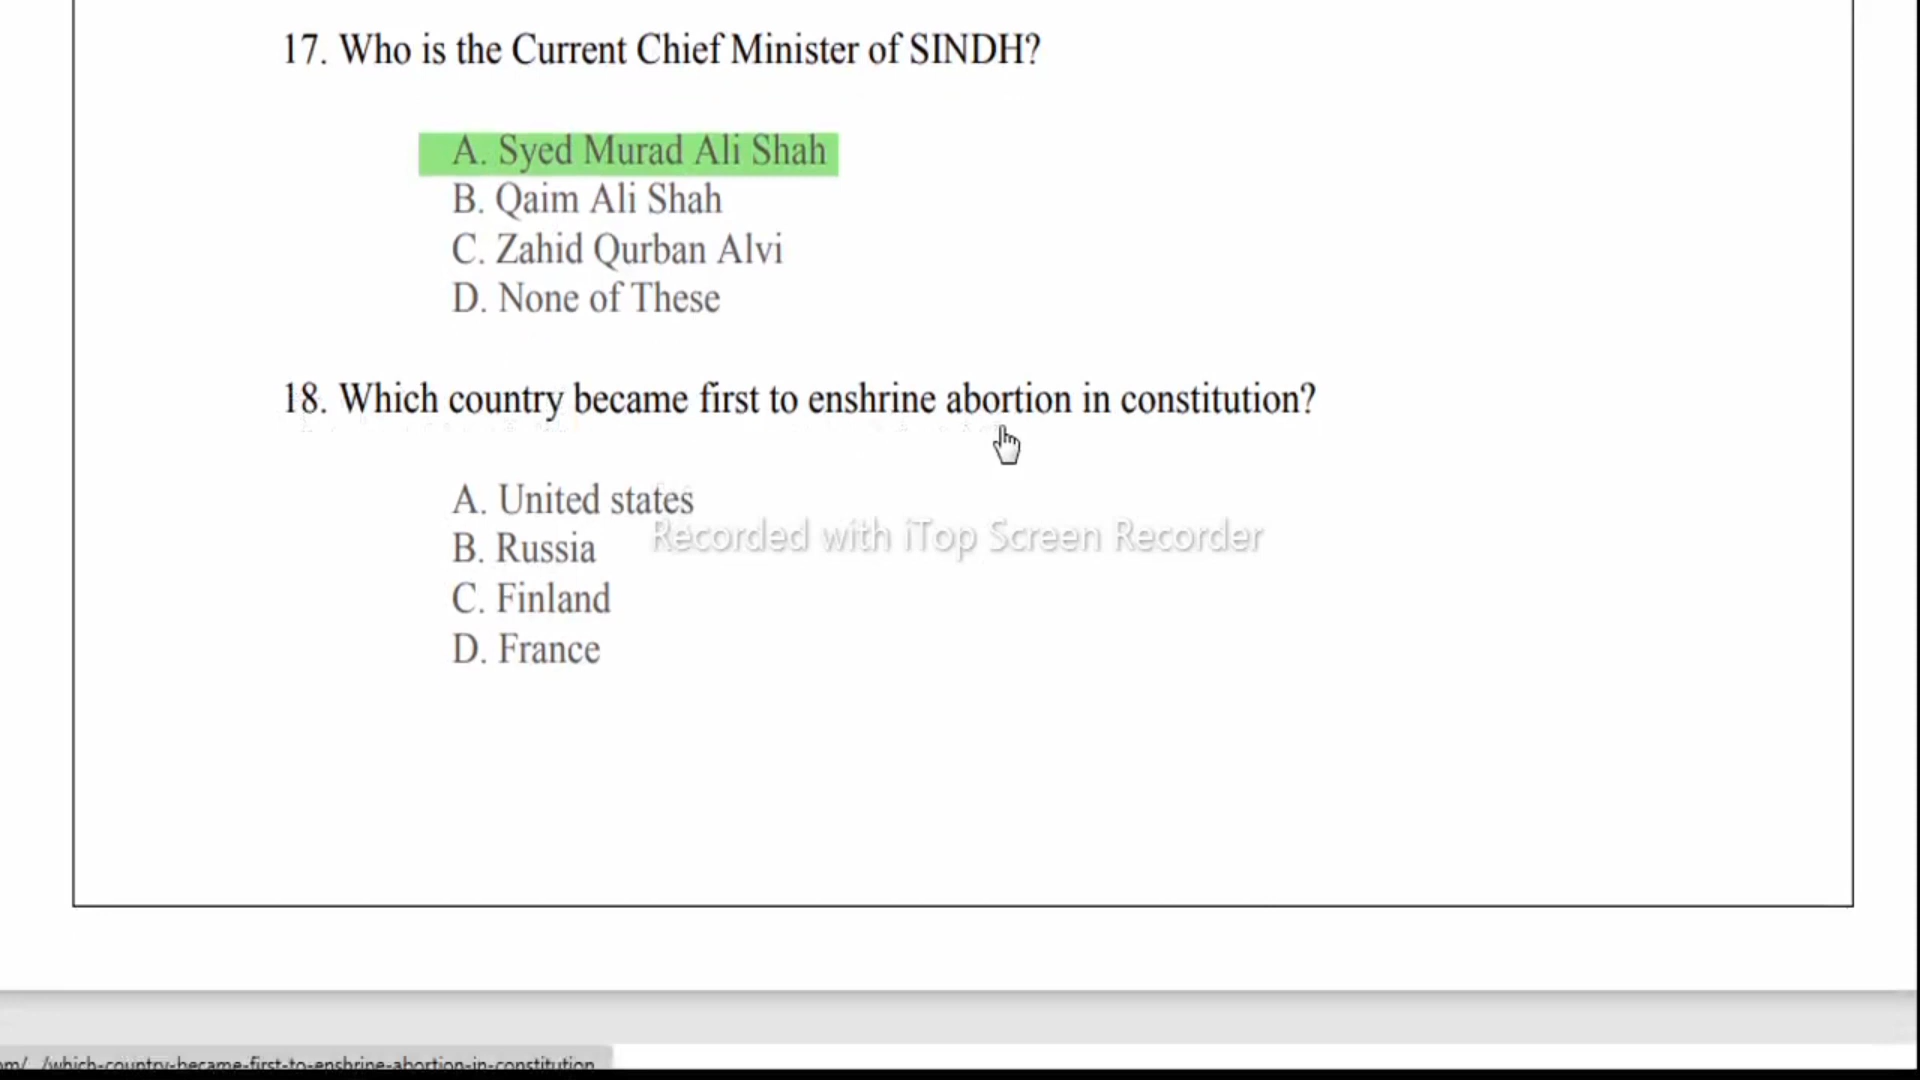 17. Who is the Current Chief Minister of SINDH?
A. Syed Murad Ali Shah
B. Qaim Ali Shah
C. Zahid Qurban Alvi
D. None of These
18. Which country became first to enshrine abortion in constitution?
A. United states
Recorded with iTop Screen Recorder
B. Russia
C. Finland
D. France
om/.../which-country-became-first-to-enshrine-abortion-in-constitution